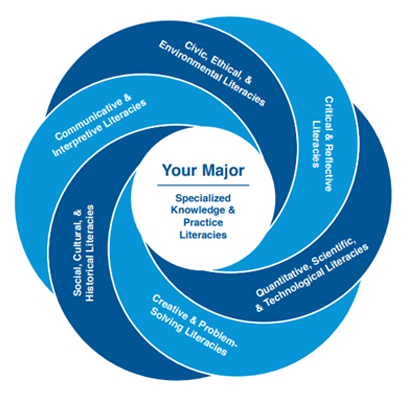 Your Major
Specialized
Knowledge &
Practice
Literacies
Civic, Ethical, &
Environmental Literacies
Critical & Reflective
Literacies
Quantitative, Scientific,
& Technological Literacies
Creative & Problem-
Solving Literacies
Social, Cultural, &
Historical Literacies
Communicative &
Interpretive Literacies